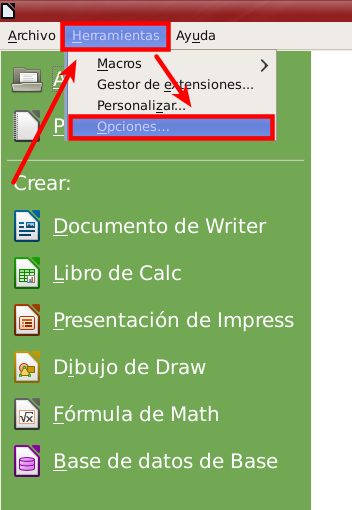 Archivo Herramientas Ayuda
Macros
Gestor de extensiones...
Personalizar...
Opciones...
Crear:
Documento de Writer
Libro de Calc
Presentación de Impress
Dibujo de Draw
Fórmula de Math
Base de datos de Base